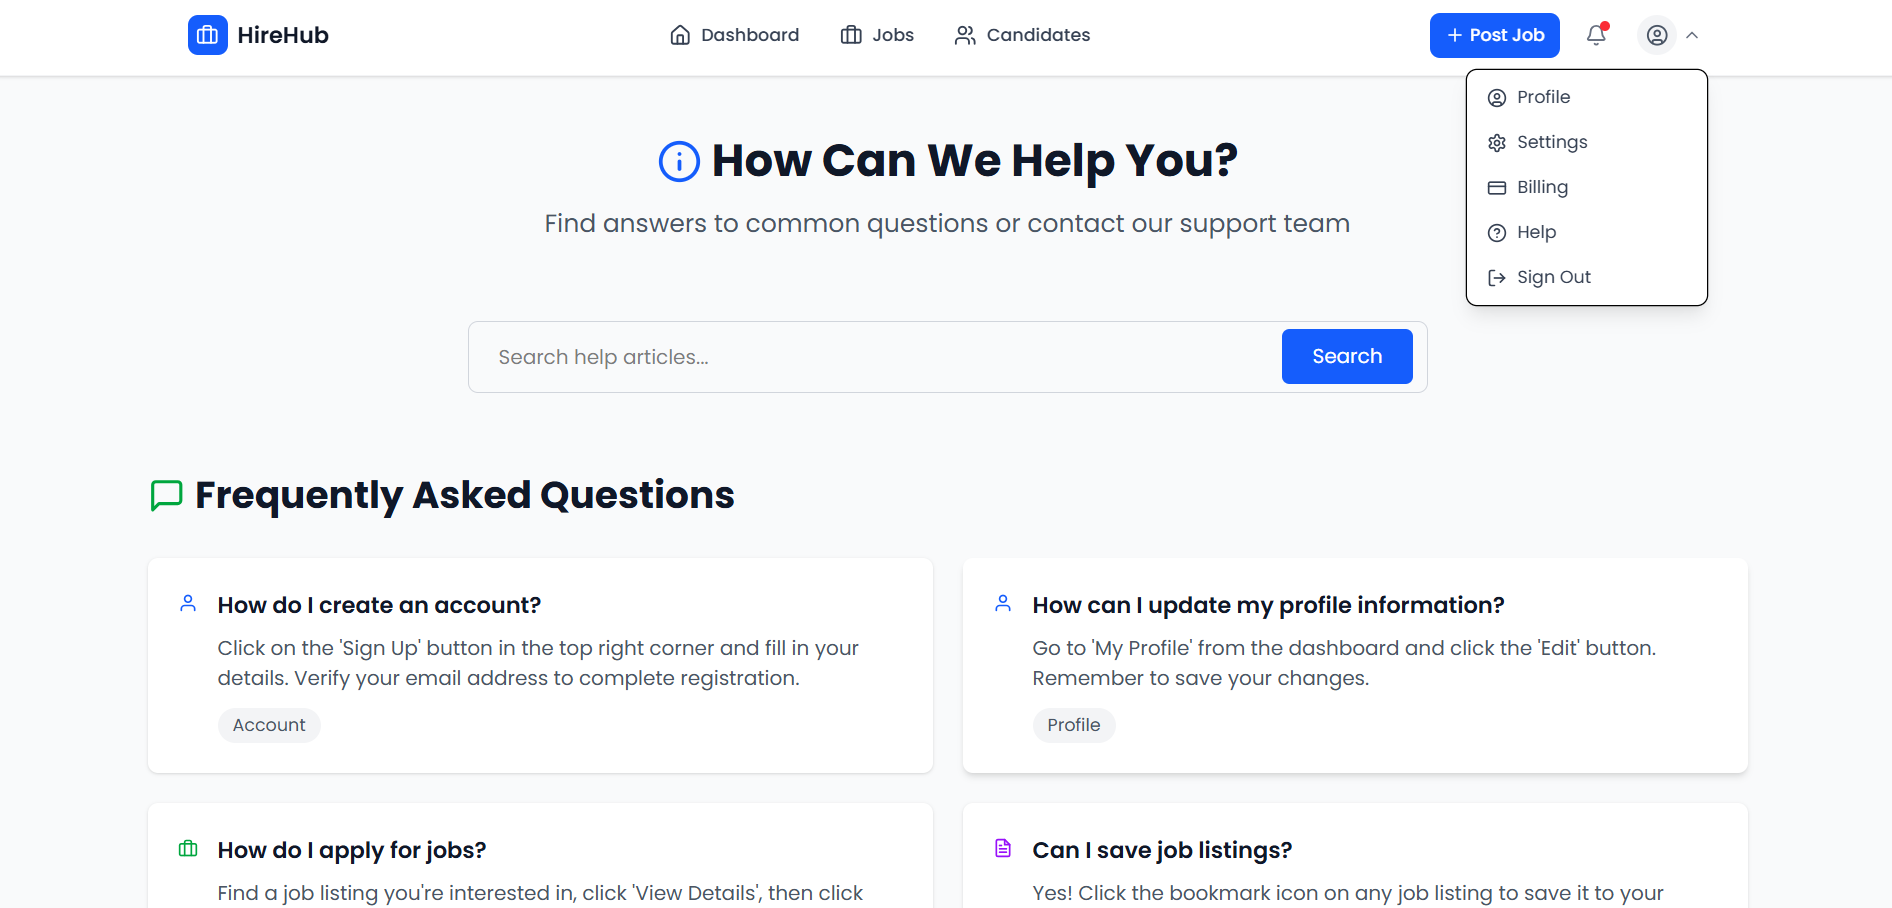 HireHub
Dashboard
Jobs
Candidates
+ Post Job
Profile
Settings
Billing
Help
Sign Out
How Can We Help You?
Find answers to common questions or contact our support team
Search help articles...
Search
Frequently Asked Questions
How do I create an account?
Click on the 'Sign Up' button in the top right corner and fill in your
details. Verify your email address to complete registration.
Account
How can I update my profile information?
Go to 'My Profile' from the dashboard and click the 'Edit' button.
Remember to save your changes.
Profile
How do I apply for jobs?
Find a job listing you're interested in, click 'View Details', then click
Can I save job listings?
Yes! Click the bookmark icon on any job listing to save it to your